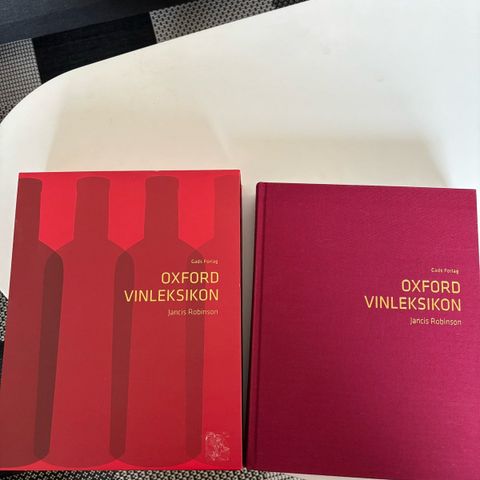 Gads Forlag
OXFORD
VINLEKSIKON
Jancis Robinson
Gads Forlag
OXFORD
VINLEKSIKON
Jancis Robinson